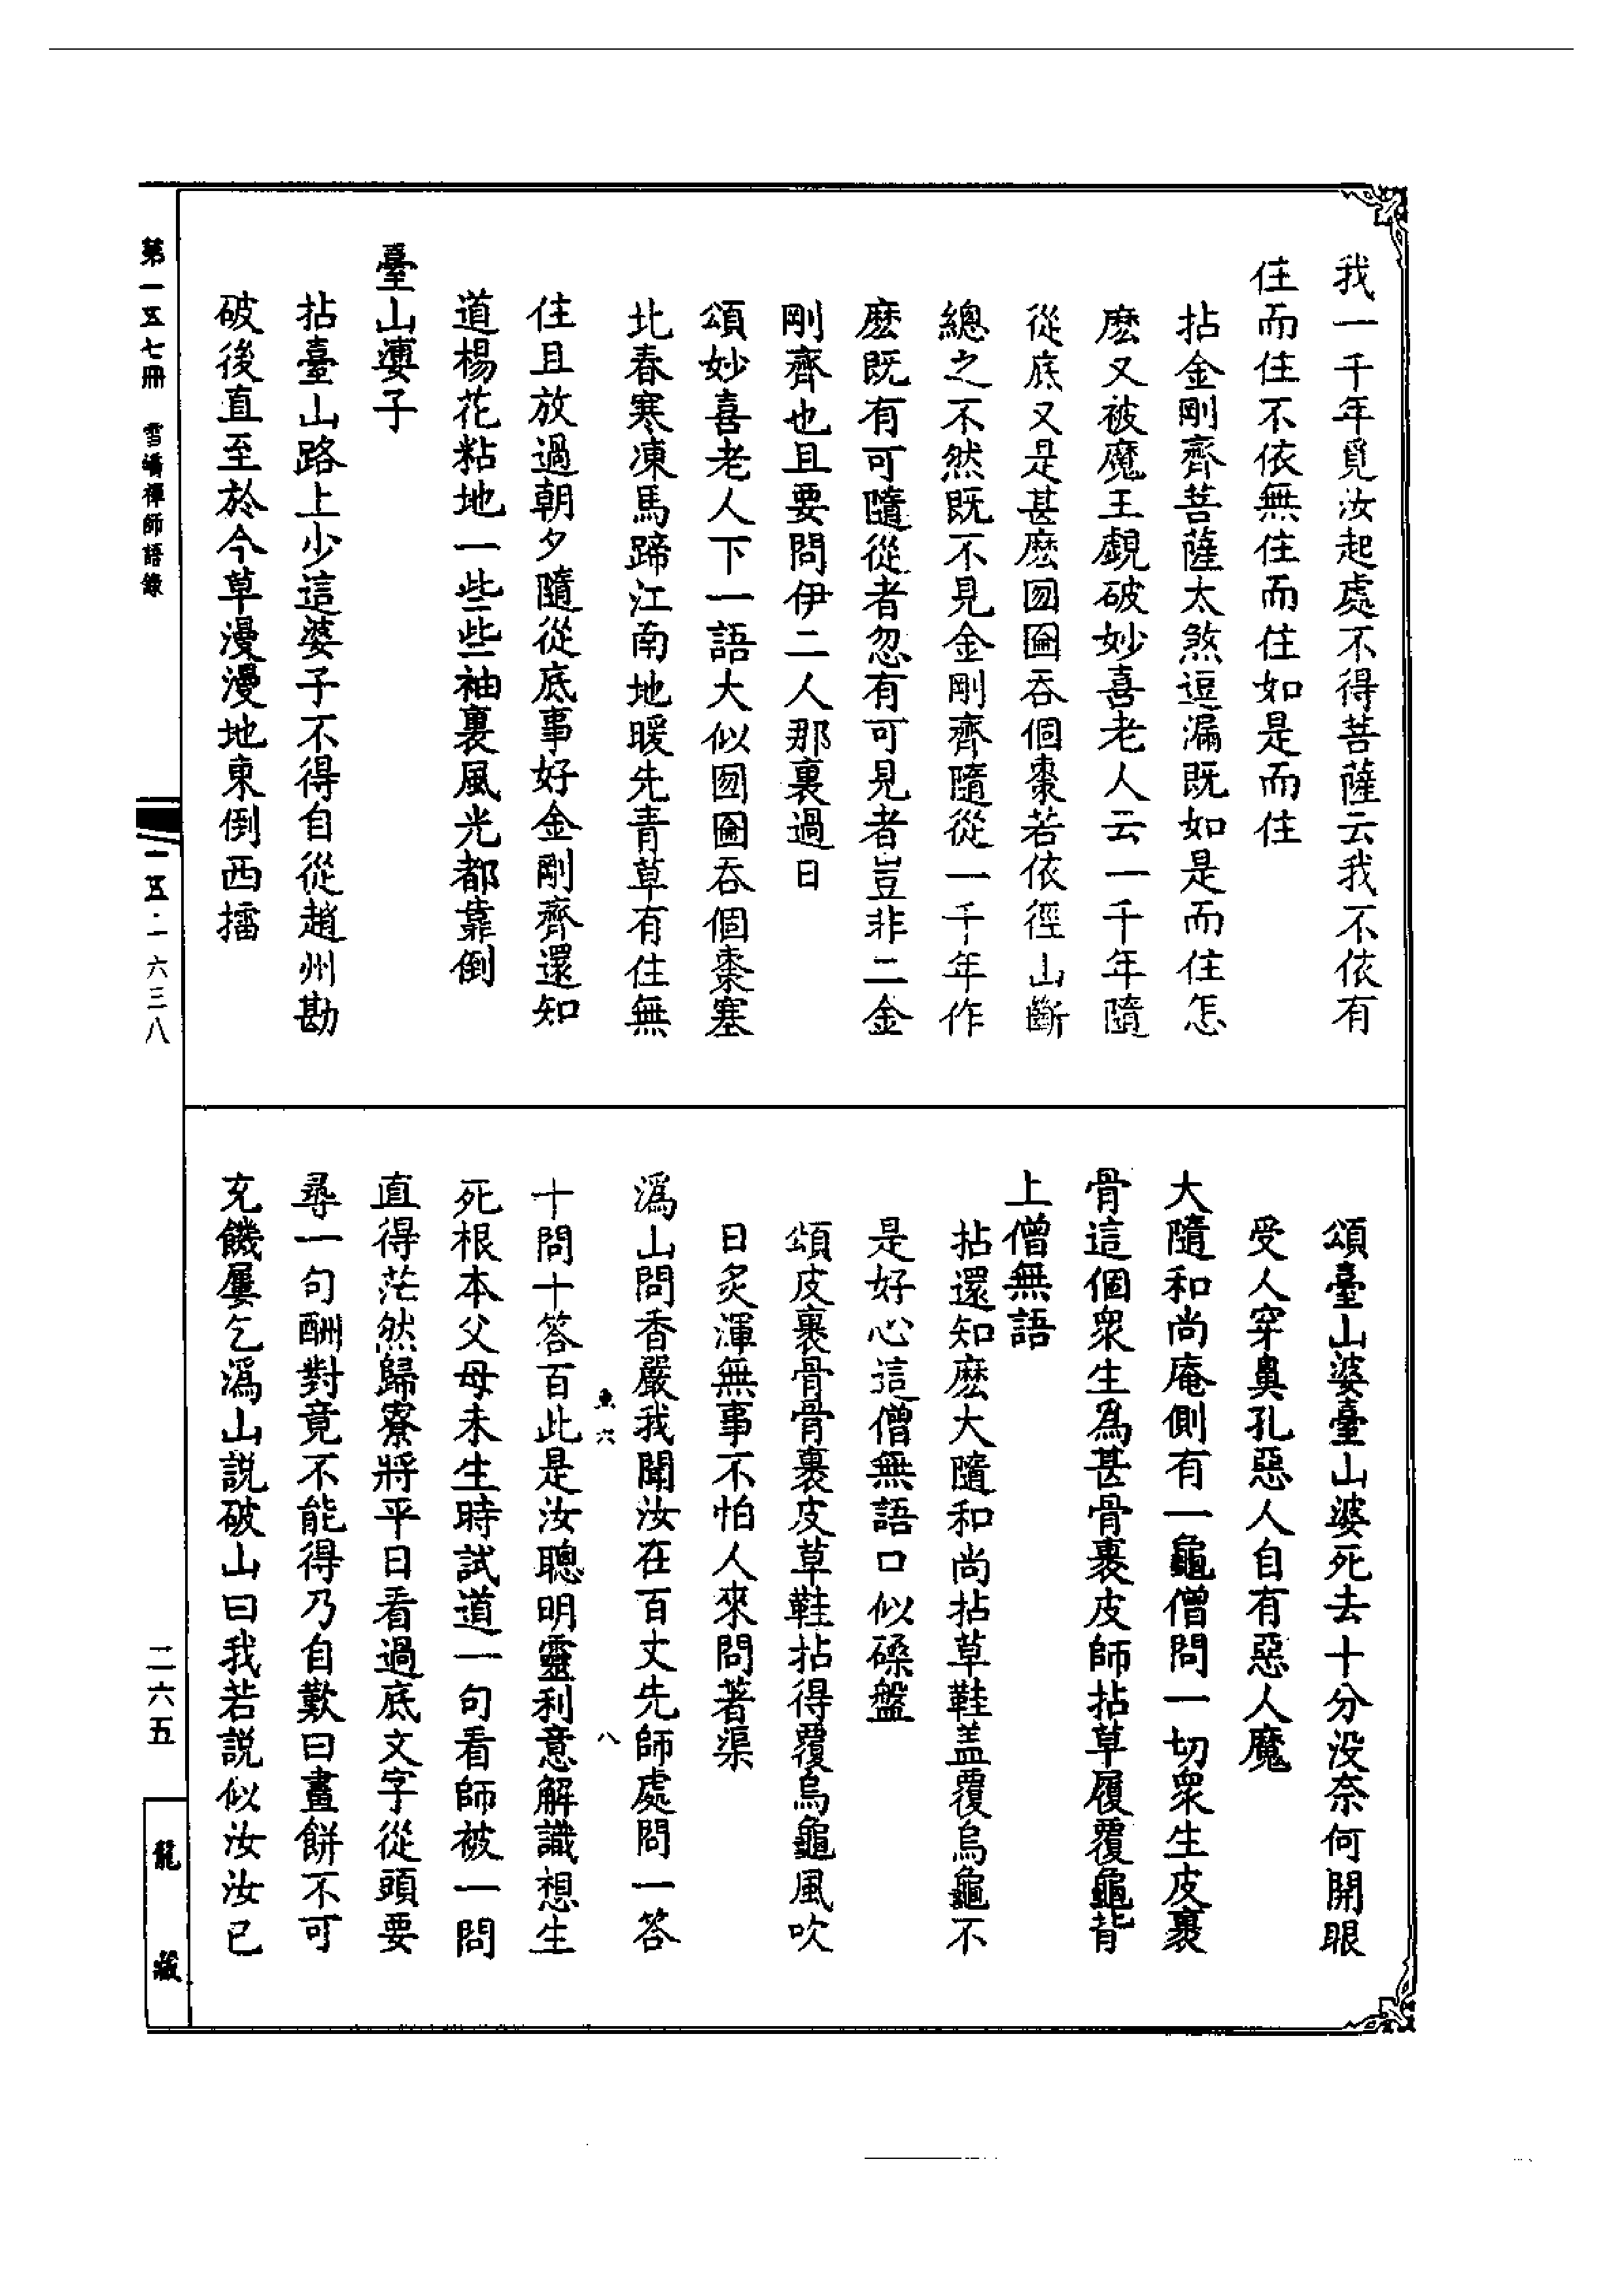 我一千年覓汝起處不得菩薩云我不依有
住而住不依無住而住如是而住
拈金剛齊菩薩太煞逗漏既如是而住怎
麽又被魔王覷破妙喜老人云一千年隨
從底又是甚麽囫圇吞個棗若依徑山斷
總之不然既不見金剛齊隨從一千年作
麽既有可隨從者忽有可見者豈非二金
剛齊也且要問伊二人那裏過日
頌妙喜老人下一語大似囫圇吞個棗塞
北春寒凍馬蹄江南地暖先青草有住無
住且放過朝夕隨從底事好金剛齊還知
道楊花粘地一些些袖裏風光都靠倒
臺山婆子
拈臺山路上少這婆子不得自從趙州勘
破後直至於今草漫漫地東倒西擂
頌臺山婆臺山婆死去十分没奈何開眼
受人穿鼻孔惡人自有惡人魔
大隨和尚庵側有一龜僧問一切衆生皮裹
骨這個衆生爲甚骨裹皮師拈草履覆龜背
上僧無語
拈還知麽大隨和尚拈草鞋盖覆烏龜不
是好心這僧無語口似磉盤
頌皮裹骨骨裹皮草鞋拈得覆烏龜風吹
日炙渾無事不怕人來問著渠
潙山問香嚴我聞汝在百丈先師處問一答
十問十答百此是汝聰明靈利意解識想生
死根本父母未生時試道一句看師被一問
直得茫然歸寮將平日看過底文字從頭要
尋一句酬對竟不能得乃自歎曰畫餅不可
充饑屢乞潙山説破山曰我若説似汝汝已
魚六
八
第一五七冊 雪嶠禪師語錄
一五·一六三八
二六五
龍藏